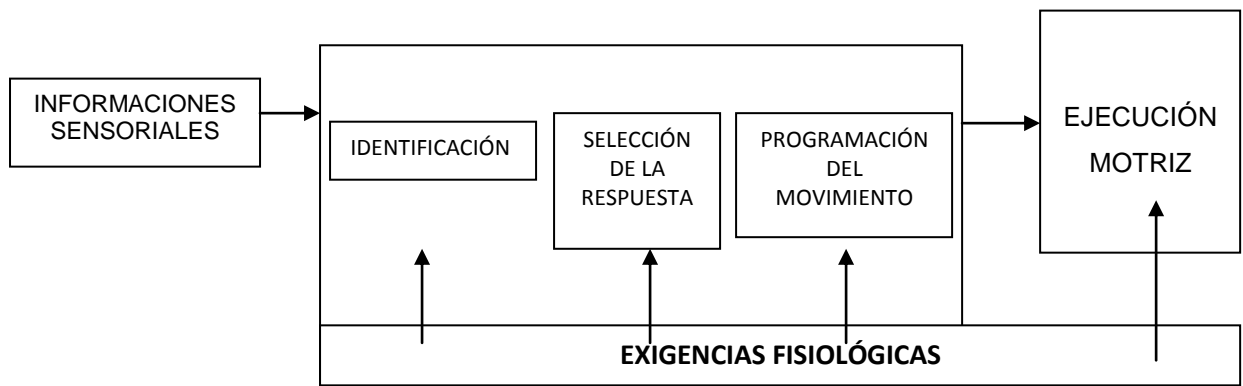 INFORMACIONES
SENSORIALES
IDENTIFICACIÓN
SELECCIÓN
DE LA
RESPUESTA
PROGRAMACIÓN
DEL
MOVIMIENTO
EJECUCIÓN
MOTRIZ
EXIGENCIAS FISIOLÓGICAS